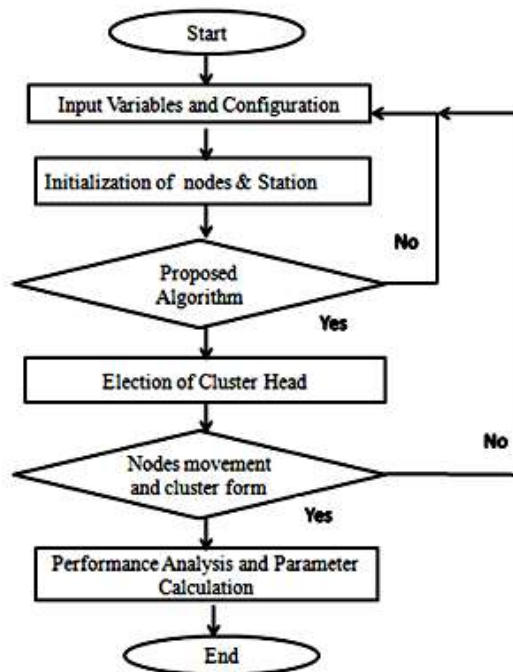 Start
Input Variables and Configuration
Initialization of nodes & Station
No
Proposed
Algorithm
Yes
Election of Cluster Head
No
Nodes movement
and cluster form
Yes
Performance Analysis and Parameter
Calculation
End